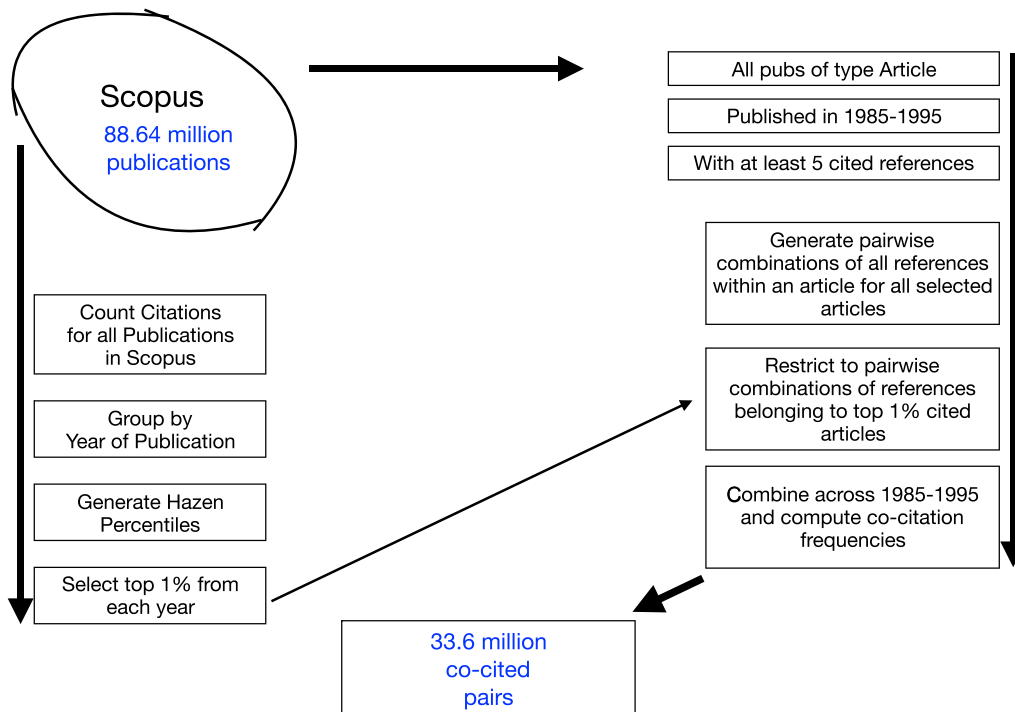 Scopus
88.64 million
publications
All pubs of type Article
Published in 1985-1995
With at least 5 cited references
Generate pairwise
combinations of all references
within an article for all selected
articles
Restrict to pairwise
combinations of references
belonging to top 1% cited
articles
Combine across 1985-1995
and compute co-citation
frequencies
Count Citations
for all Publications
in Scopus
Group by
Year of Publication
Generate Hazen
Percentiles
Select top 1% from
each year
33.6 million
co-cited
pairs